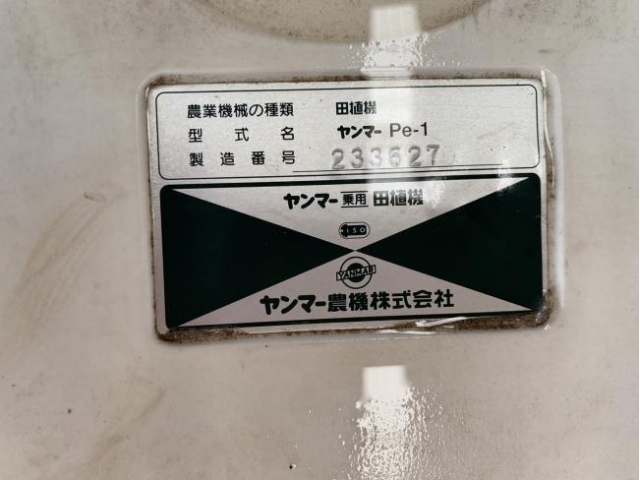 農業機械の種類 田植機
型式名 ヤンマー Pe-1
製造番号 233627
ヤンマー 乗用 田植機
ISO
YANMAR
ヤンマー農機株式会社